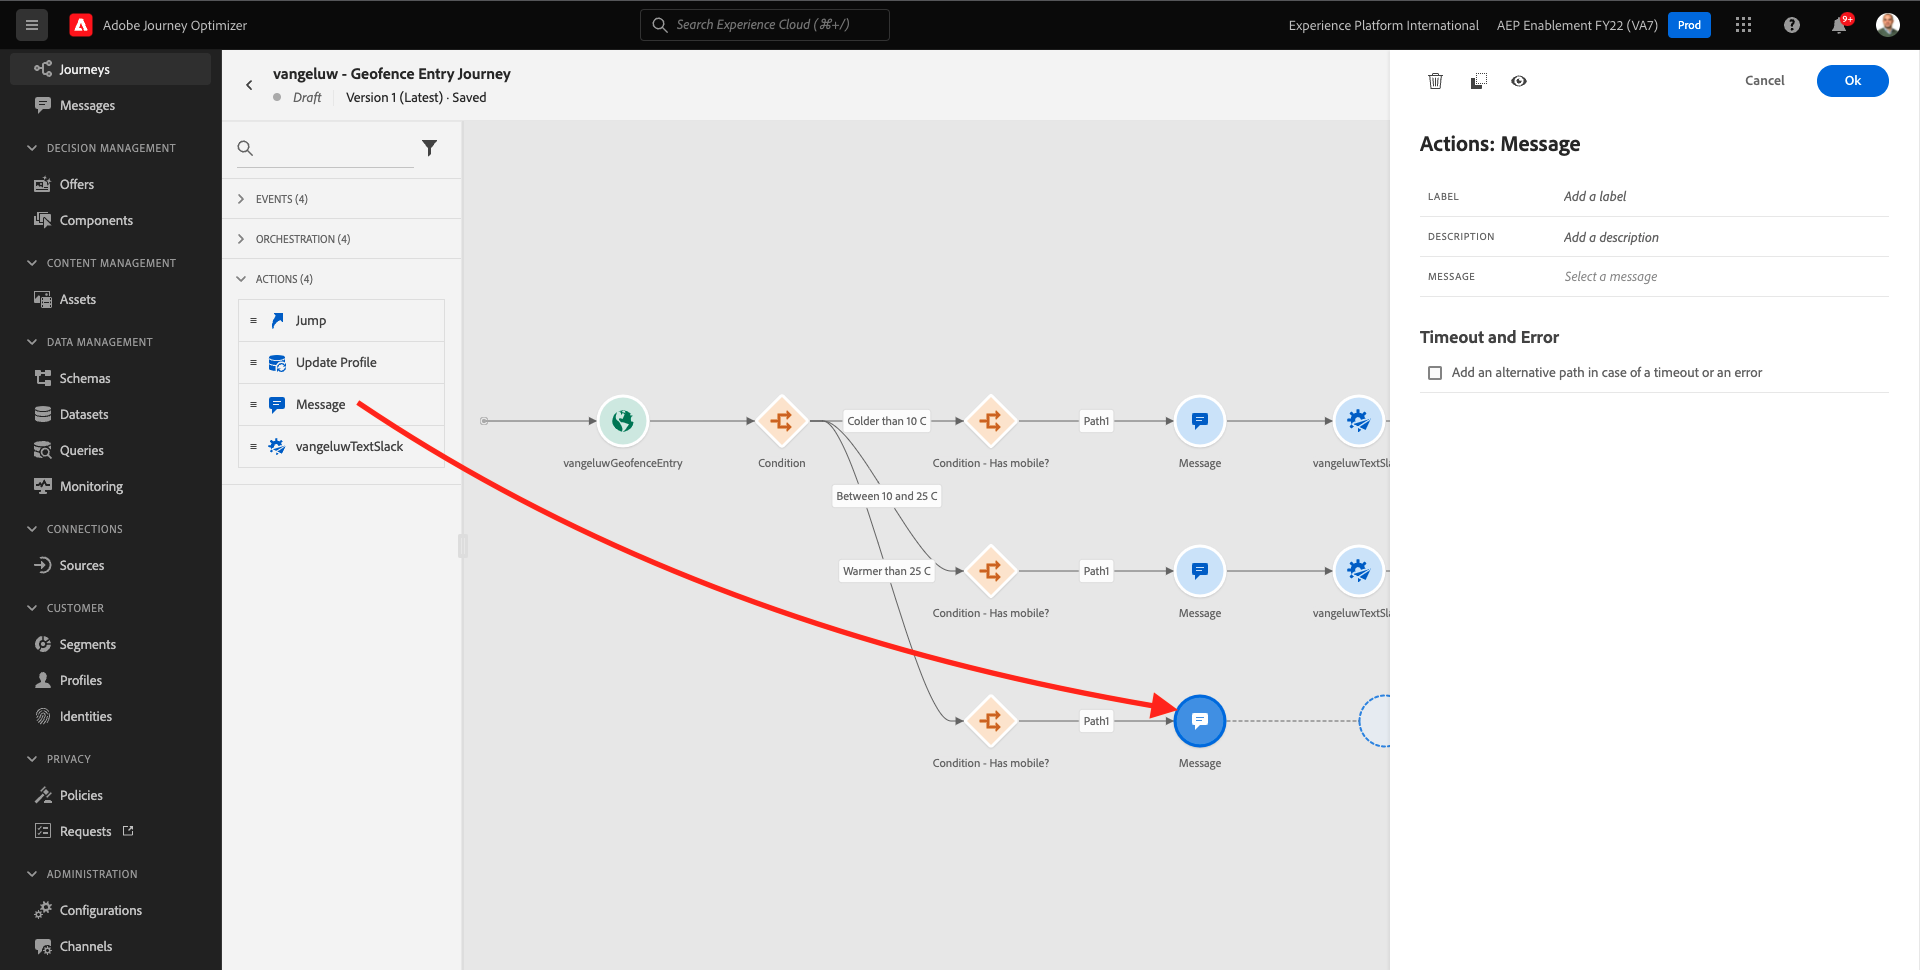 Adobe Journey Optimizer
Search Experience Cloud (⌘+/)
Experience Platform International
AEP Enablement FY22 (VA7)
Prod
9+
Journeys
Messages
DECISION MANAGEMENT
Offers
Components
CONTENT MANAGEMENT
Assets
DATA MANAGEMENT
Schemas
Datasets
Queries
Monitoring
CONNECTIONS
Sources
CUSTOMER
Segments
Profiles
Identities
PRIVACY
Policies
Requests
ADMINISTRATION
Configurations
Channels
vangeluw - Geofence Entry Journey
Draft
Version 1 (Latest) · Saved
EVENTS (4)
ORCHESTRATION (4)
ACTIONS (4)
Jump
Update Profile
Message
vangeluwTextSlack
vangeluwGeofenceEntry
Condition
Colder than 10 C
Condition - Has mobile?
Path1
Message
vangeluwTextSla
Between 10 and 25 C
Warmer than 25 C
Condition - Has mobile?
Path1
Message
vangeluwTextSla
Condition - Has mobile?
Path1
Message
Cancel
Ok
Actions: Message
LABEL
Add a label
DESCRIPTION
Add a description
MESSAGE
Select a message
Timeout and Error
Add an alternative path in case of a timeout or an error